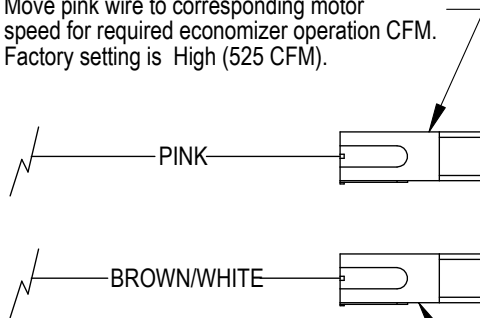 Move pink wire to corresponding motor
speed for required economizer operation CFM.
Factory setting is High (525 CFM).
PINK
BROWN/WHITE